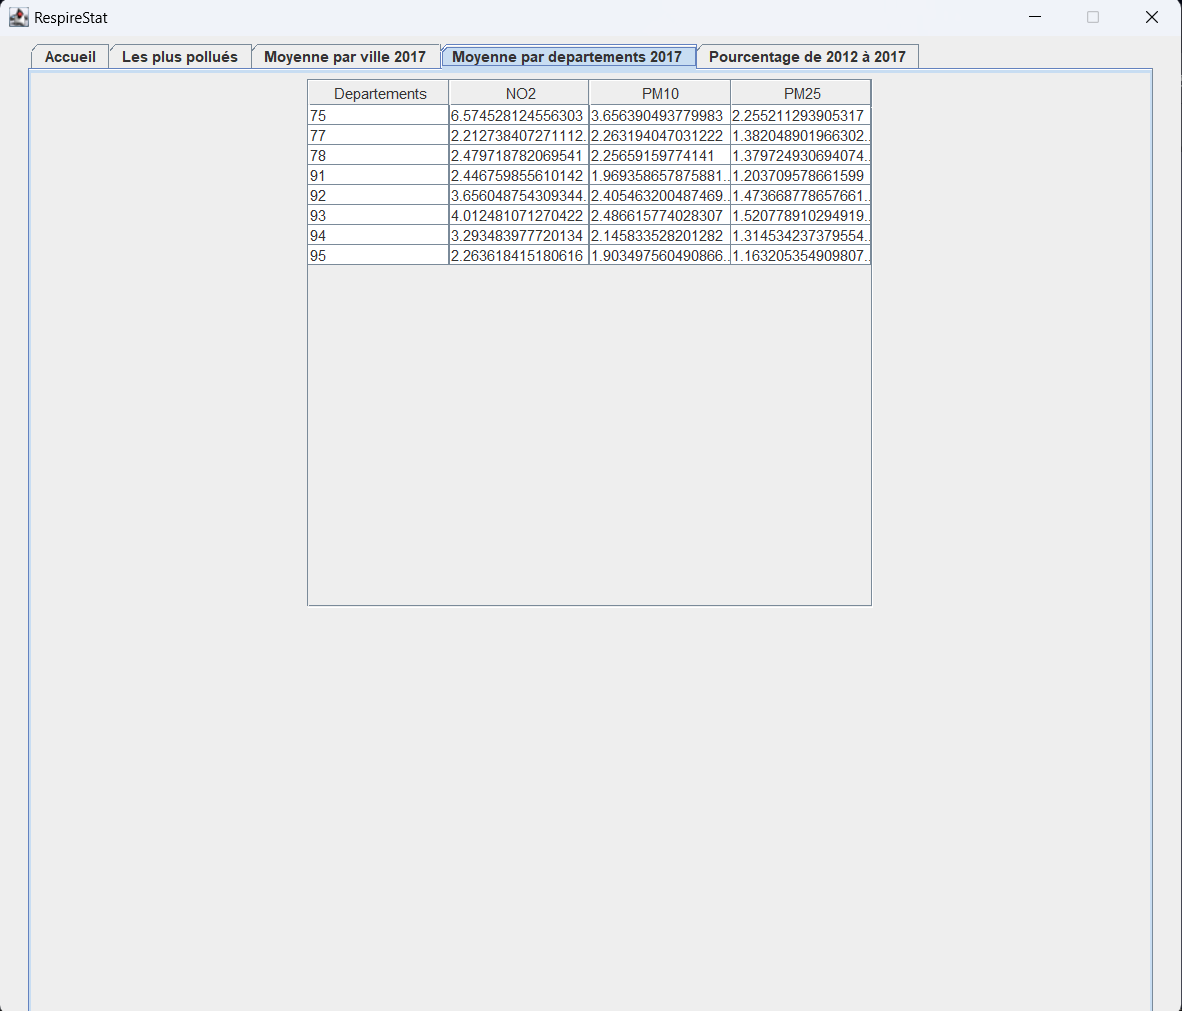 RespireStat
Accueil Les plus pollués Moyenne par ville 2017 Moyenne par departements 2017 Pourcentage de 2012 à 2017
Departements NO2 PM10 PM25
75 6.574528124556303 3.656390493779983 2.255211293905317
77 2.212738407271112. 2.263194047031222 1.382048901966302..
78 2.479718782069541 2.25659159774141 1.379724930694074..
91 2.446759855610142 1.969358657875881.. 1.203709578661599
92 3.656048754309344. 2.405463200487469.. 1.473668778657661..
93 4.012481071270422 2.486615774028307 1.520778910294919..
94 3.293483977720134 2.145833528201282 1.314534237379554..
95 2.263618415180616 1.903497560490866.. 1.163205354909807..